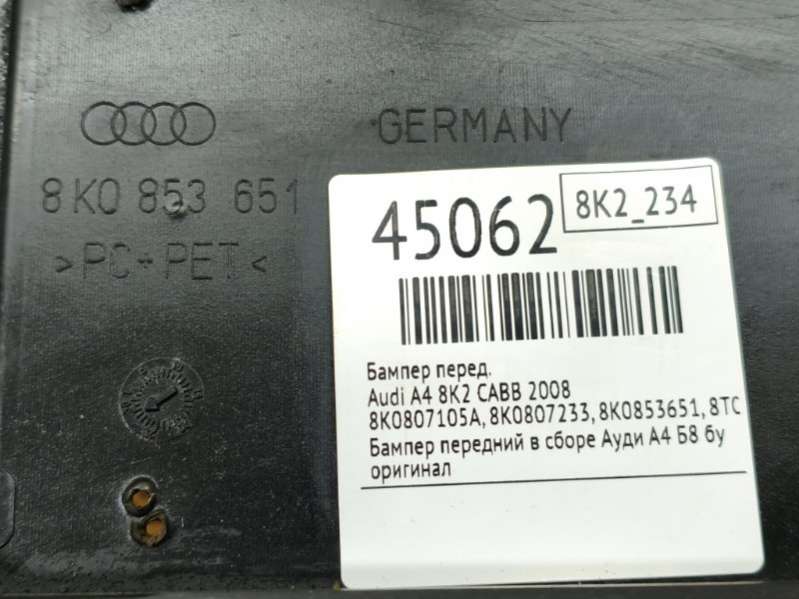 GERMANY
8K0 853 651
>PC+PET<
45062
8K2_234
Бампер перед.
Audi A4 8K2 CABB 2008
8K0807105A, 8K0807233, 8K0853651, 8TC
Бампер передний в сборе Ауди А4 Б8 бу
оригинал